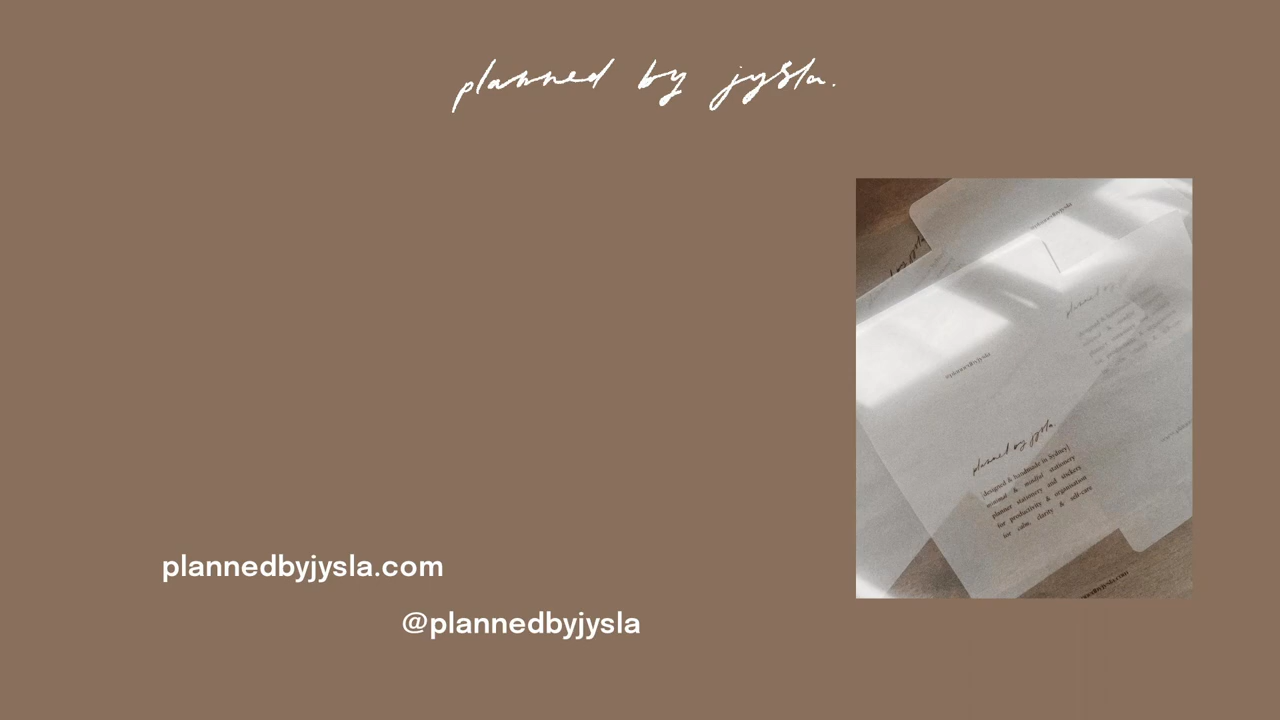 planned by jysla.
@plannedbyjysla
planned by jysla.
designed & handmade in sydney
minimal & mindful stationery
planner stationery and stickers
for productivity & organisation
for calm, clarity & self-care
plannedbyjysla.com
@plannedbyjysla